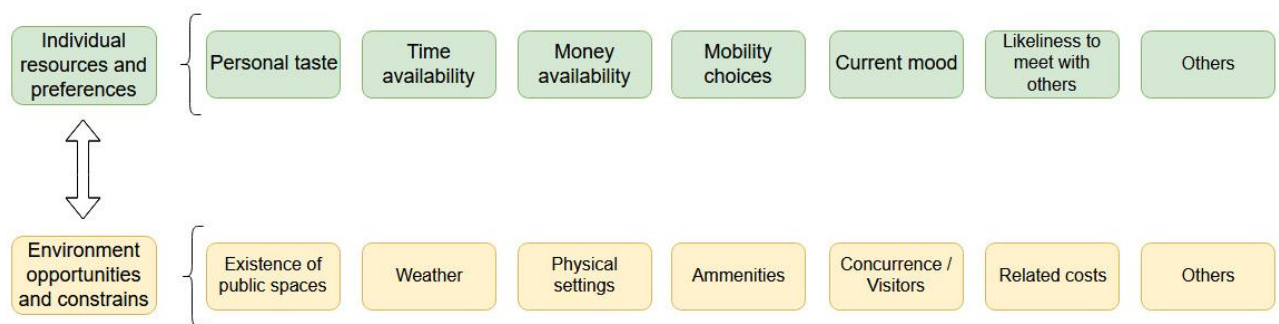 Individual
resources and
preferences
Personal taste
Time
availability
Money
availability
Mobility
choices
Current mood
Likeliness to
meet with
others
Others
Environment
opportunities
and constrains
Existence of
public spaces
Weather
Physical
settings
Ammenities
Concurrence /
Visitors
Related costs
Others